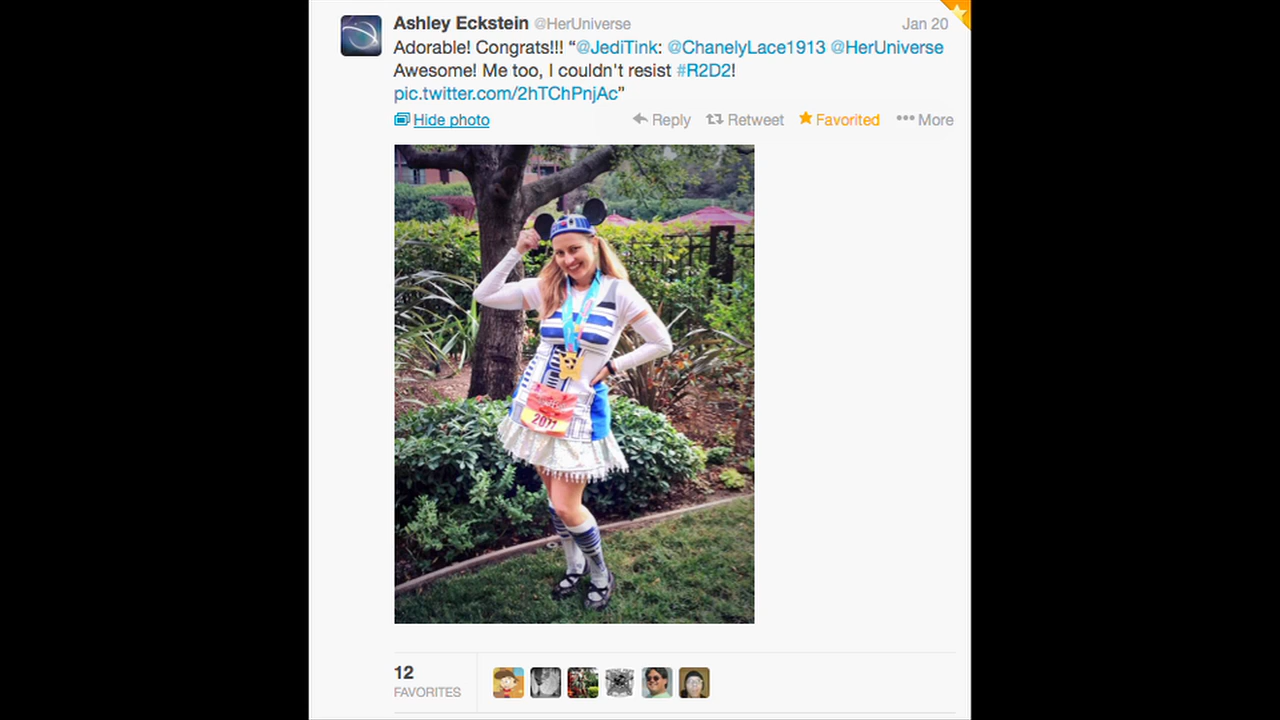 Ashley Eckstein @HerUniverse Jan 20
Adorable! Congrats!!! “@JediTink: @ChanelyLace1913 @HerUniverse
Awesome! Me too, I couldn't resist #R2D2!
pic.twitter.com/2hTChPnjAc”
Hide photo Reply Retweet Favorited More
2071
12
FAVORITES